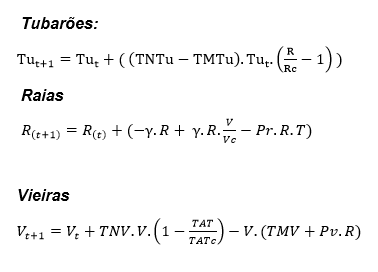 Tubarões:
Tu_{t+1} = Tu_t + ( (TNTu − TMTu). Tu_t. (R/Rc − 1) )
Raias
R_{(t+1)} = R_{(t)} + (−γ. R + γ. R. V/Vc − Pr. R. T)
Vieiras
V_{t+1} = V_t + TNV. V. (1 − TAT/TATc) − V. (TMV + Pv. R)